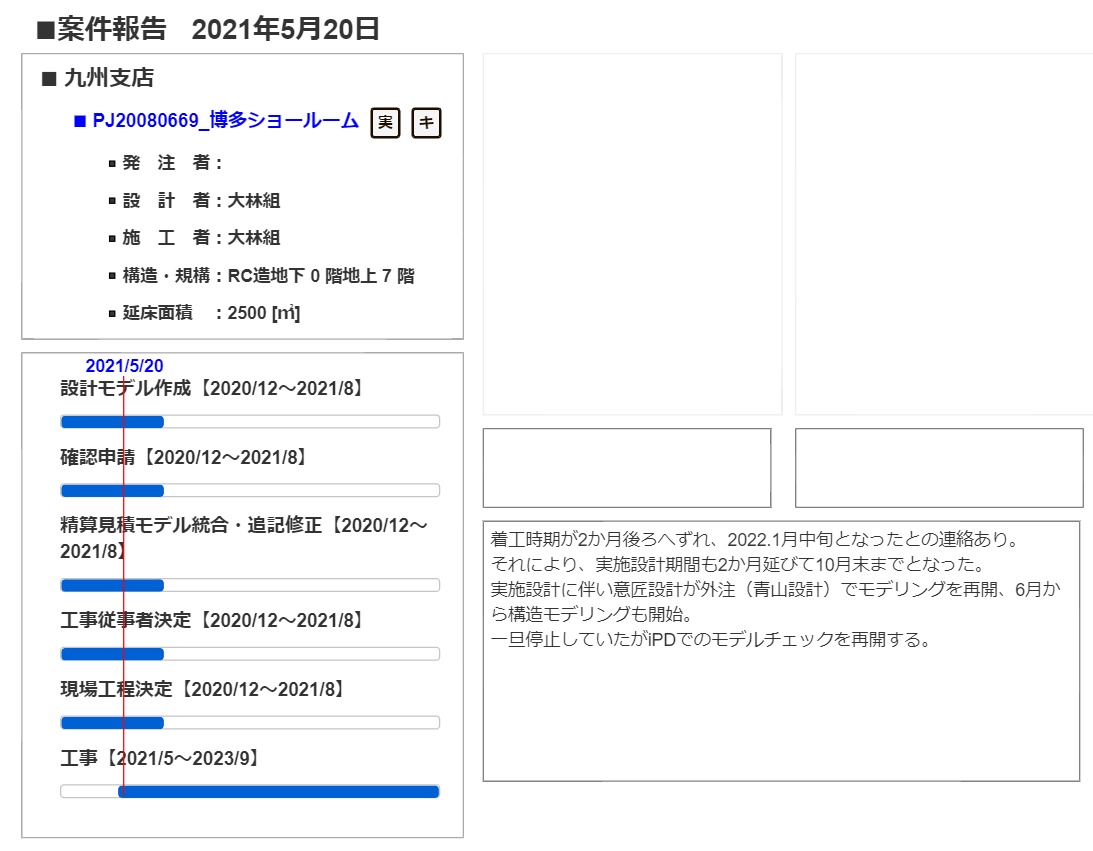 ■案件報告 2021年5月20日
■ 九州支店
■ PJ20080669_博多ショールーム 実 キ
▪ 発 注 者：
▪ 設 計 者：大林組
▪ 施 工 者：大林組
▪ 構造・規構：RC造地下 0 階地上 7 階
▪ 延床面積 ：2500 [㎡]
2021/5/20
設計モデル作成【2020/12～2021/8】
確認申請【2020/12～2021/8】
精算見積モデル統合・追記修正【2020/12～
2021/8】
工事従事者決定【2020/12～2021/8】
現場工程決定【2020/12～2021/8】
工事【2021/5～2023/9】
着工時期が2か月後ろへずれ、2022.1月中旬となったとの連絡あり。
それにより、実施設計期間も2か月延びて10月末までとなった。
実施設計に伴い意匠設計が外注（青山設計）でモデリングを再開、6月か
ら構造モデリングも開始。
一旦停止していたがiPDでのモデルチェックを再開する。